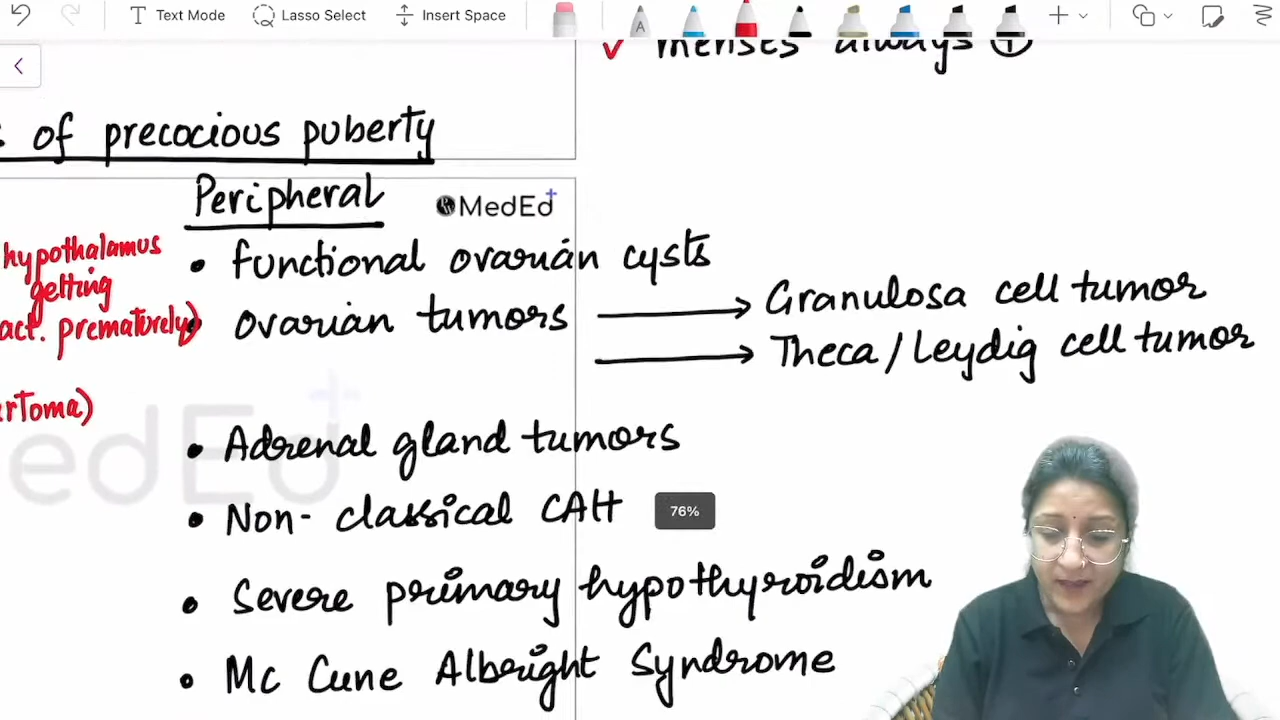 Text Mode
Lasso Select
Insert Space
A
✓ menses always +
of precocious puberty
Peripheral
MedEd+
hypothalamus
getting
act. prematurely)
• functional ovarian cysts
• ovarian tumors → Granulosa cell tumor
→ Theca/Leydig cell tumor
• Adrenal gland tumors
• Non-classical CAH
76%
• Severe primary hypothyroidism
• Mc Cune Albright Syndrome